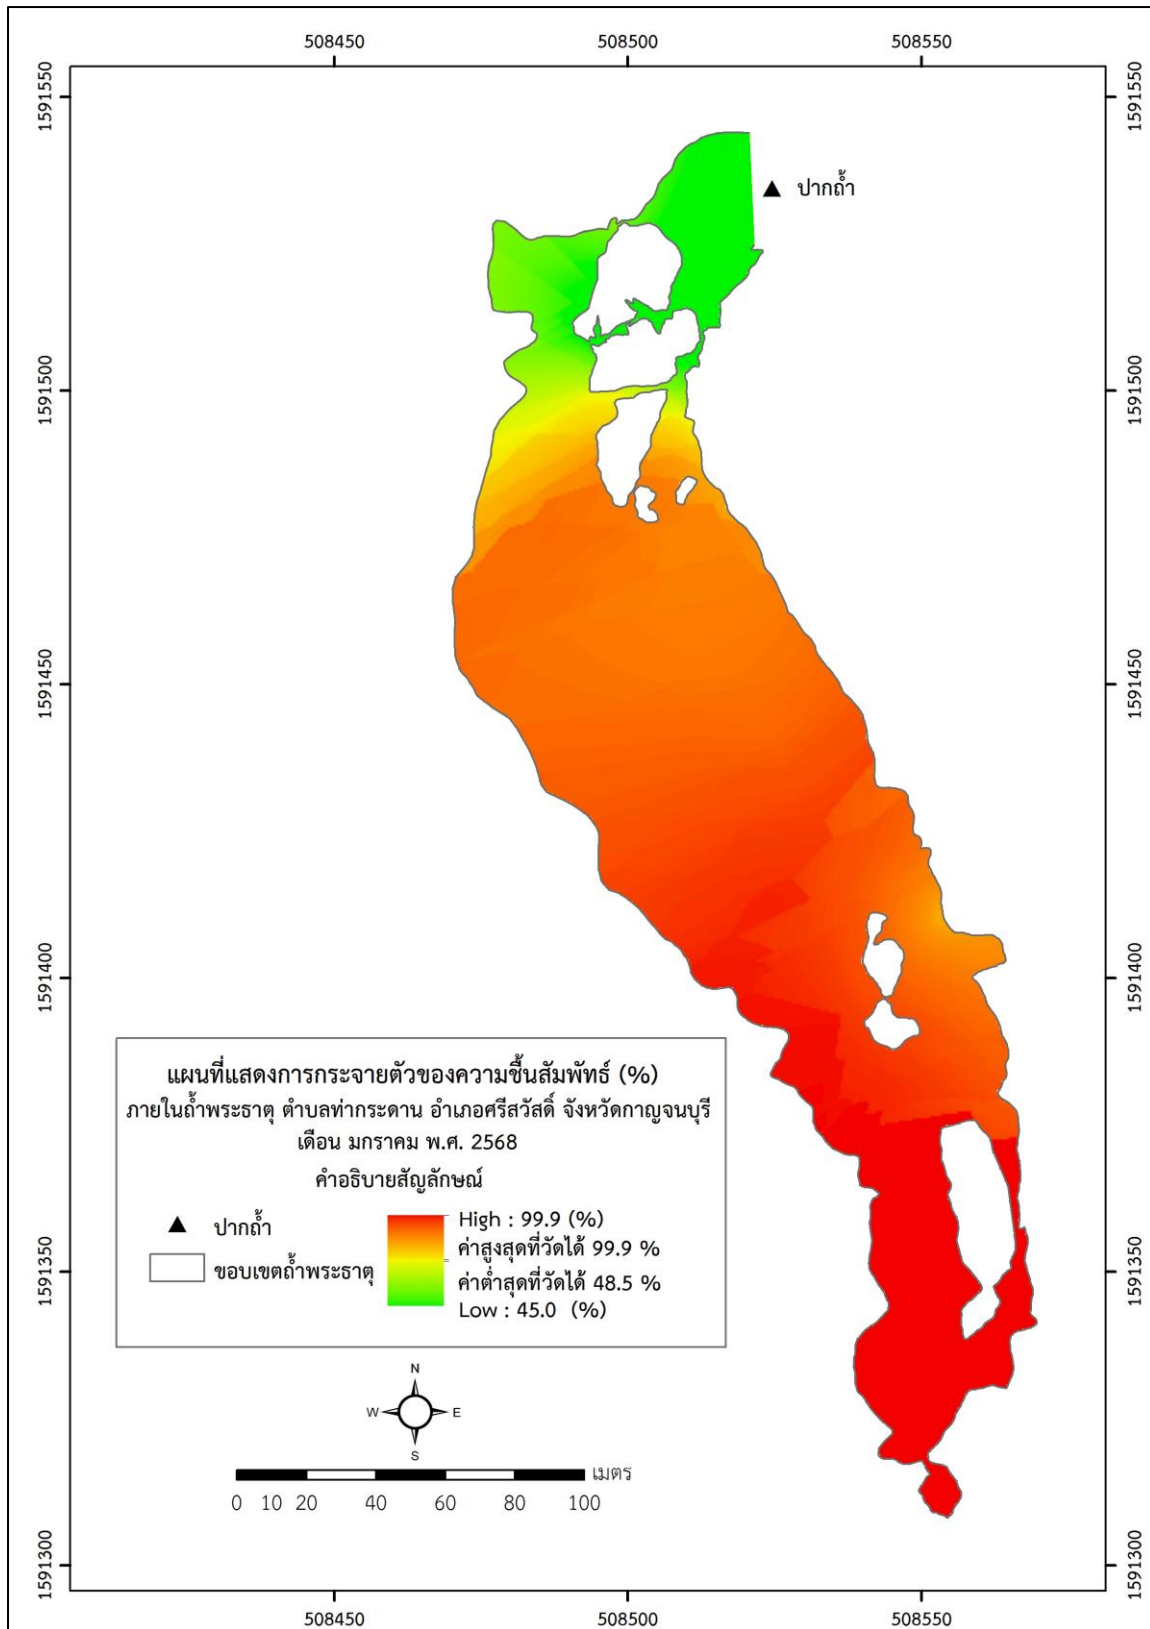 508450 508500 508550
1591550 1591550
ปากถ้ำ
1591500 1591500
1591450 1591450
1591400 1591400
แผนที่แสดงการกระจายตัวของความชื้นสัมพัทธ์ (%)
ภายในถ้ำพระธาตุ ตำบลท่ากระดาน อำเภอศรีสวัสดิ์ จังหวัดกาญจนบุรี
เดือน มกราคม พ.ศ. 2568
คำอธิบายสัญลักษณ์
ปากถ้ำ
ขอบเขตถ้ำพระธาตุ
High : 99.9 (%)
ค่าสูงสุดที่วัดได้ 99.9 %
ค่าต่ำสุดที่วัดได้ 48.5 %
Low : 45.0 (%)
1591350 1591350
N
W E
S
เมตร
0 10 20 40 60 80 100
1591300 1591300
508450 508500 508550